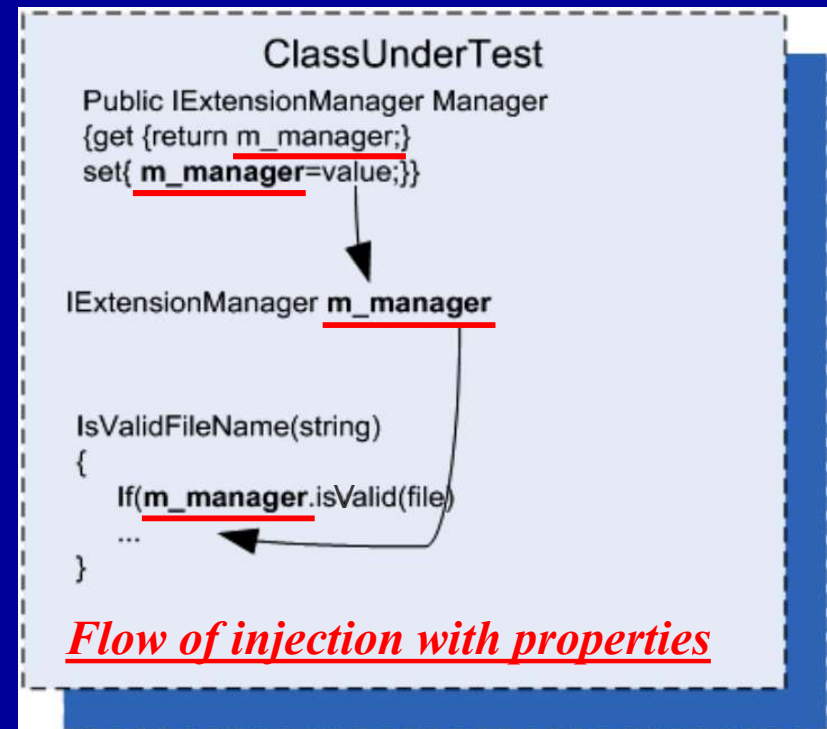 ClassUnderTest
Public IExtensionManager Manager
{get {return m_manager;}
set{ m_manager=value;}}
IExtensionManager m_manager
IsValidFileName(string)
{
If(m_manager.isValid(file)
...
}
Flow of injection with properties